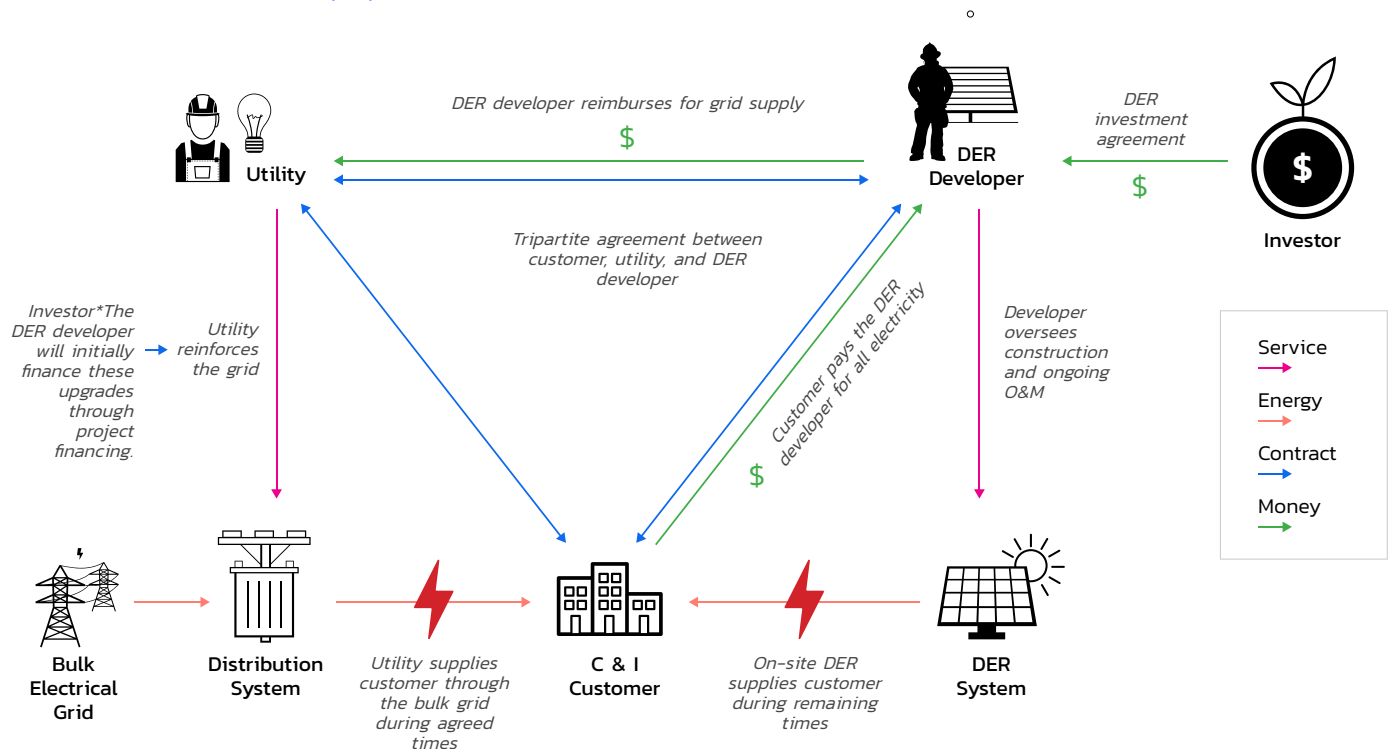 DER developer reimburses for grid supply
$
DER
investment
agreement
$
Utility
DER
Developer
$
Investor
Tripartite agreement between
customer, utility, and DER
developer
Investor*The
DER developer
will initially
finance these
upgrades
through
project
financing.
Utility
reinforces
the grid
Customer pays the DER
developer for all electricity
$
Developer
oversees
construction
and ongoing
O&M
Service
Energy
Contract
Money
Bulk
Electrical
Grid
Distribution
System
Utility supplies
customer through
the bulk grid
during agreed
times
C & I
Customer
On-site DER
supplies customer
during remaining
times
DER
System